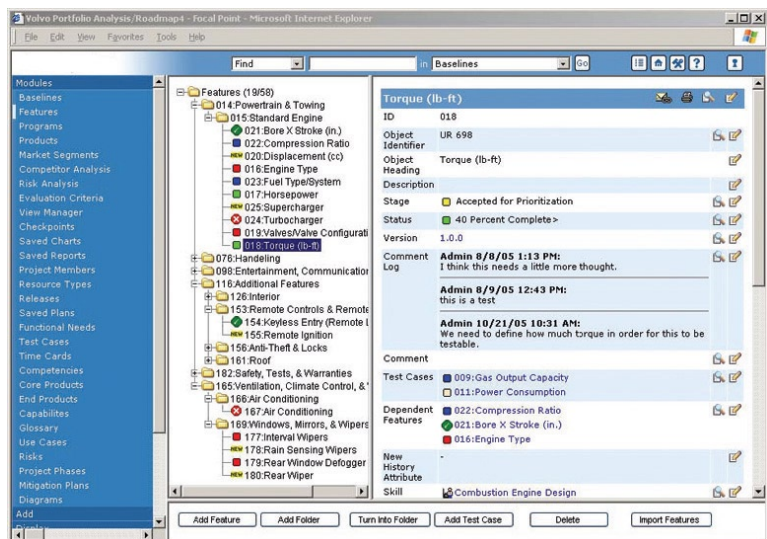 Volvo Portfolio Analysis/Roadmap4 - Focal Point - Microsoft Internet Explorer
File Edit View Favorites Tools Help
Find in Baselines Go
Modules
Baselines
Features
Programs
Products
Market Segments
Competitor Analysis
Risk Analysis
Evaluation Criteria
View Manager
Checkpoints
Saved Charts
Saved Reports
Project Members
Resource Types
Releases
Saved Plans
Functional Needs
Test Cases
Time Cards
Competencies
Core Products
End Products
Capabilites
Glossary
Use Cases
Risks
Project Phases
Mitigation Plans
Diagrams
Add
Display
Features (19/58)
014:Powertrain & Towing
015:Standard Engine
021:Bore X Stroke (in.)
022:Compression Ratio
NEW 020:Displacement (cc)
016:Engine Type
023:Fuel Type/System
017:Horsepower
NEW 025:Supercharger
024:Turbocharger
019:Valves/Valve Configurati
018:Torque (lb-ft)
076:Handeling
098:Entertainment, Communication
116:Additional Features
126:Interior
153:Remote Controls & Remote
154:Keyless Entry (Remote L
NEW 155:Remote Ignition
156:Anti-Theft & Locks
161:Roof
182:Safety, Tests, & Warranties
165:Ventilation, Climate Control, &
166:Air Conditioning
167:Air Conditioning
169:Windows, Mirrors, & Wipers
177:Interval Wipers
NEW 178:Rain Sensing Wipers
179:Rear Window Defogger
NEW 180:Rear Wiper
Torque (lb-ft)
ID 018
Object Identifier UR 698
Object Heading Torque (lb-ft)
Description
Stage Accepted for Prioritization
Status 40 Percent Complete>
Version 1.0.0
Comment Log
Admin 8/8/05 1:13 PM:
I think this needs a little more thought.
Admin 8/9/05 12:43 PM:
this is a test
Admin 10/21/05 10:31 AM:
We need to define how much torque in order for this to be
testable.
Comment
Test Cases 009:Gas Output Capacity
011:Power Consumption
Dependent Features 022:Compression Ratio
021:Bore X Stroke (in.)
016:Engine Type
New History Attribute -
Skill Combustion Engine Design
Add Feature Add Folder Turn Into Folder Add Test Case Delete Import Features